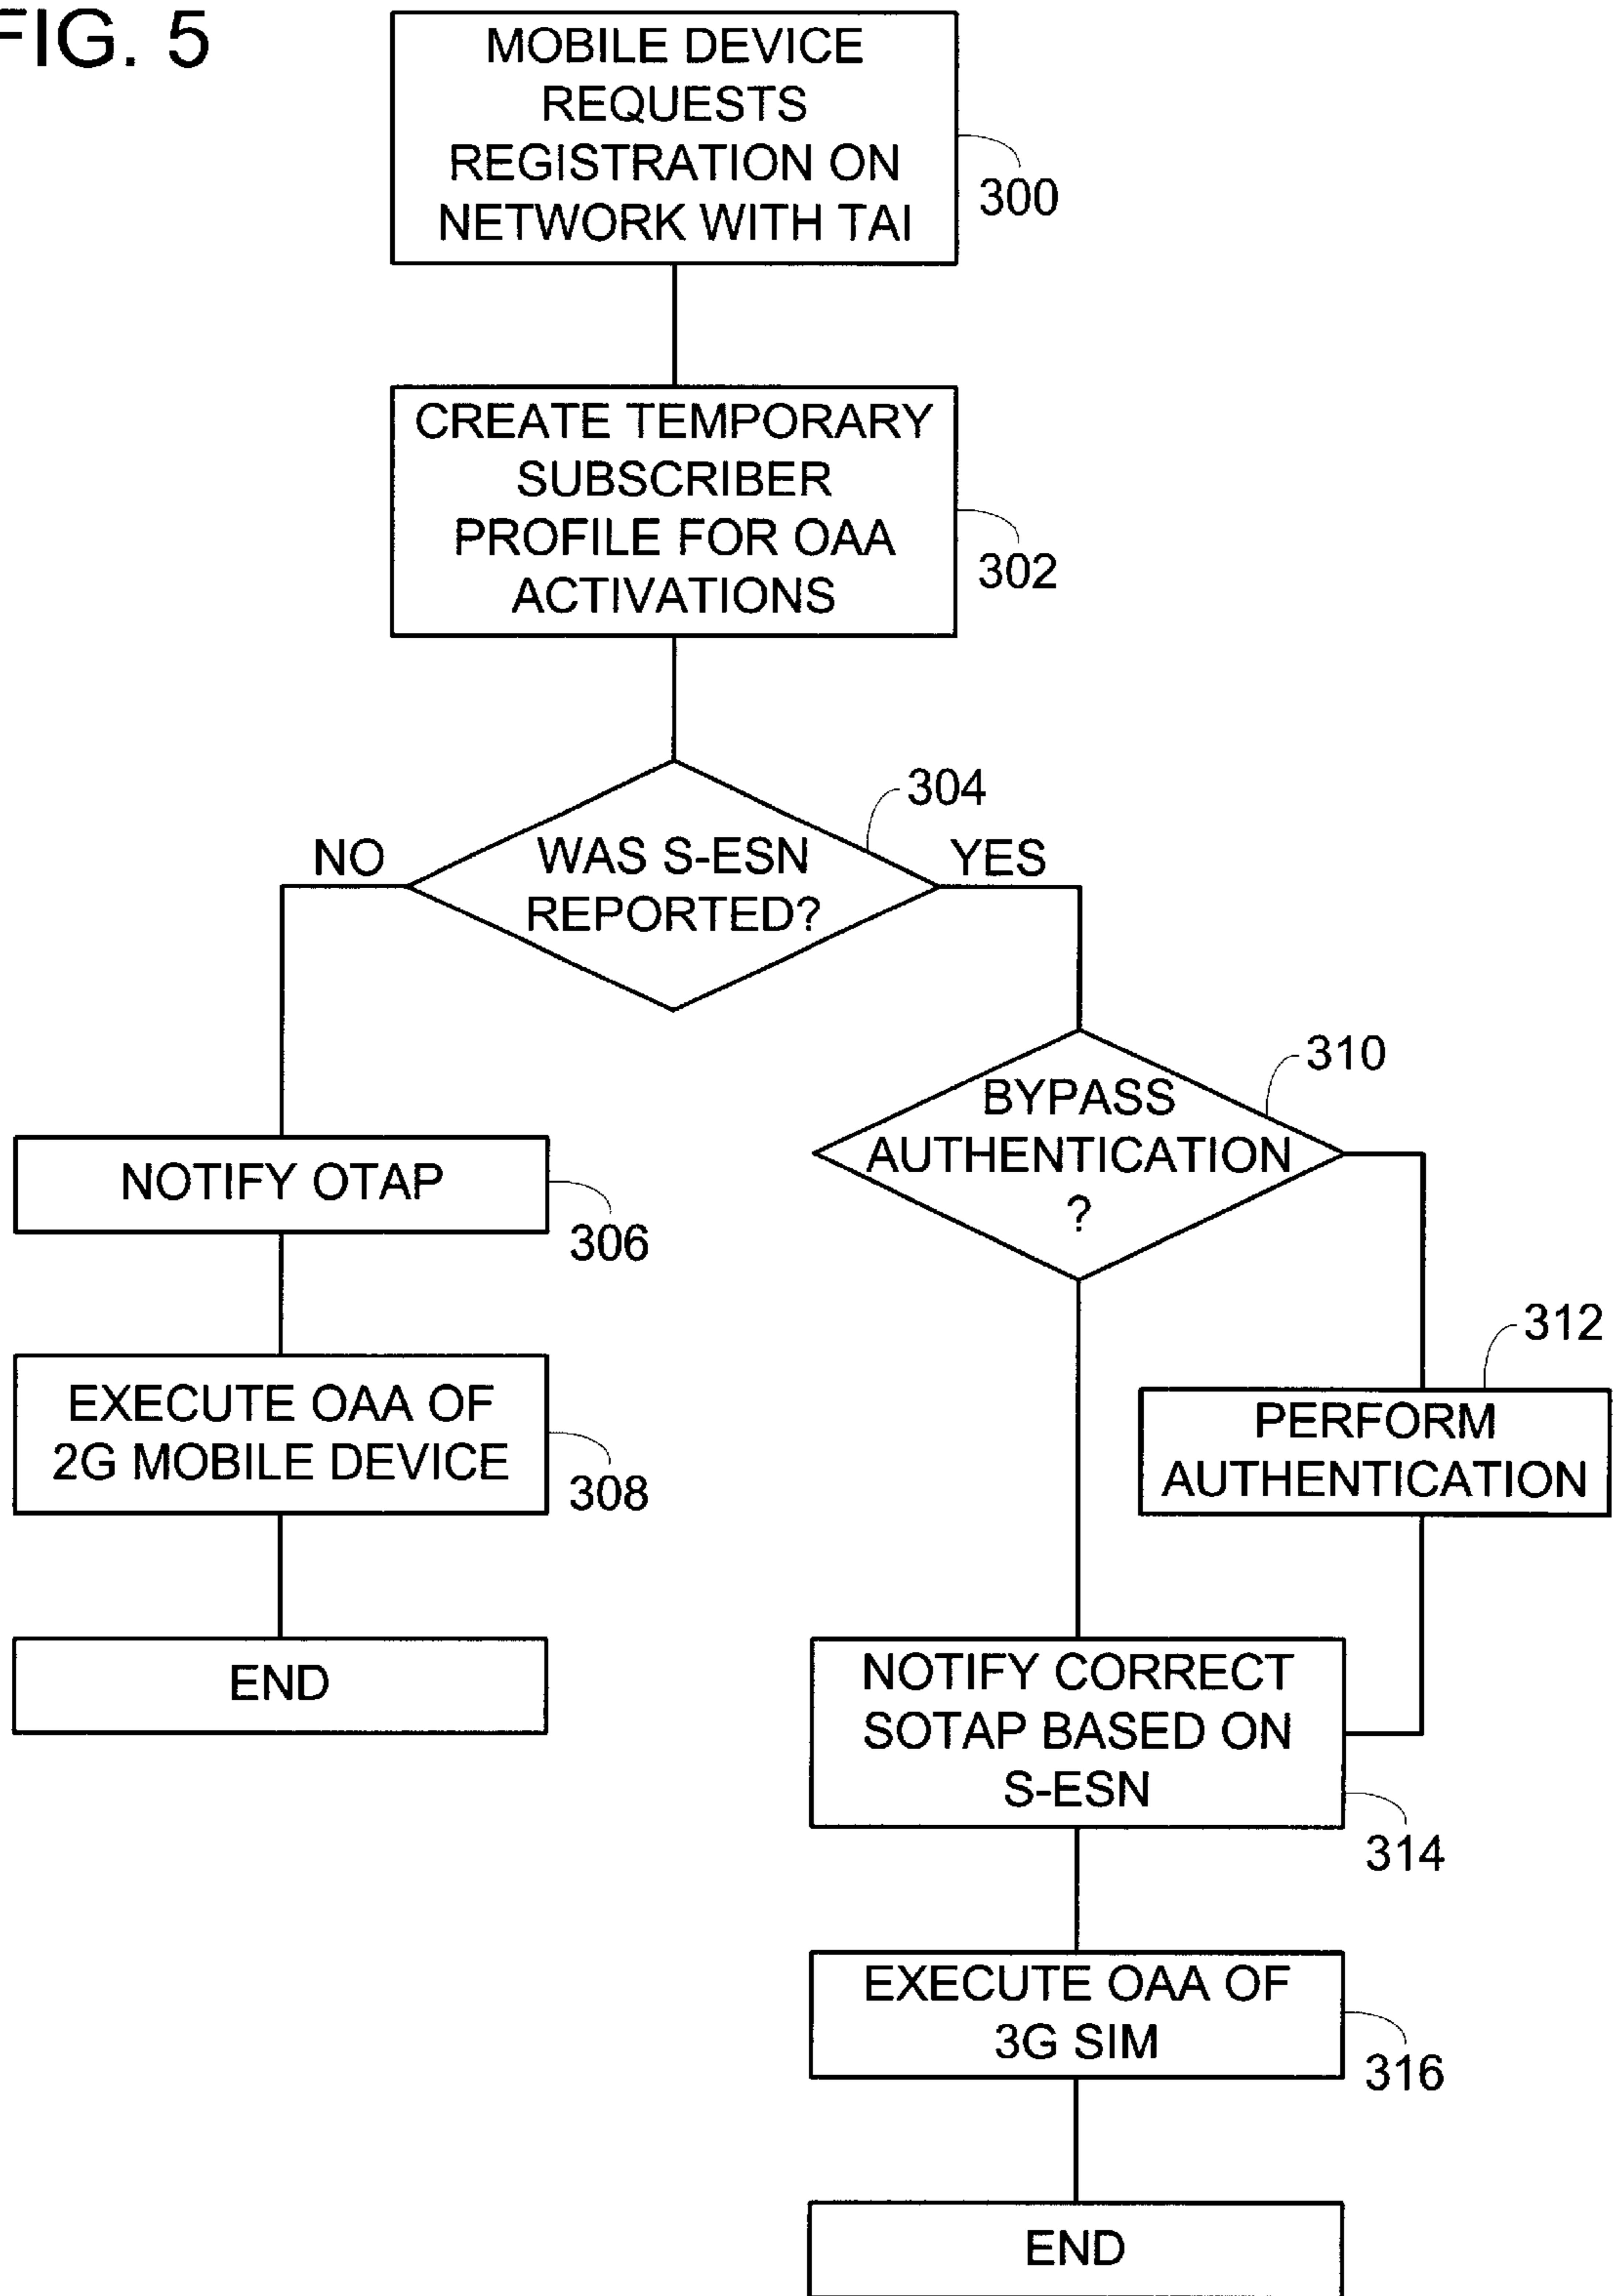 FIG. 5
MOBILE DEVICE
REQUESTS
REGISTRATION ON
NETWORK WITH TAI
300
CREATE TEMPORARY
SUBSCRIBER
PROFILE FOR OAA
ACTIVATIONS
302
304
NO
WAS S-ESN
REPORTED?
YES
310
BYPASS
AUTHENTICATION
?
NOTIFY OTAP
306
312
PERFORM
AUTHENTICATION
EXECUTE OAA OF
2G MOBILE DEVICE
308
END
NOTIFY CORRECT
SOTAP BASED ON
S-ESN
314
EXECUTE OAA OF
3G SIM
316
END